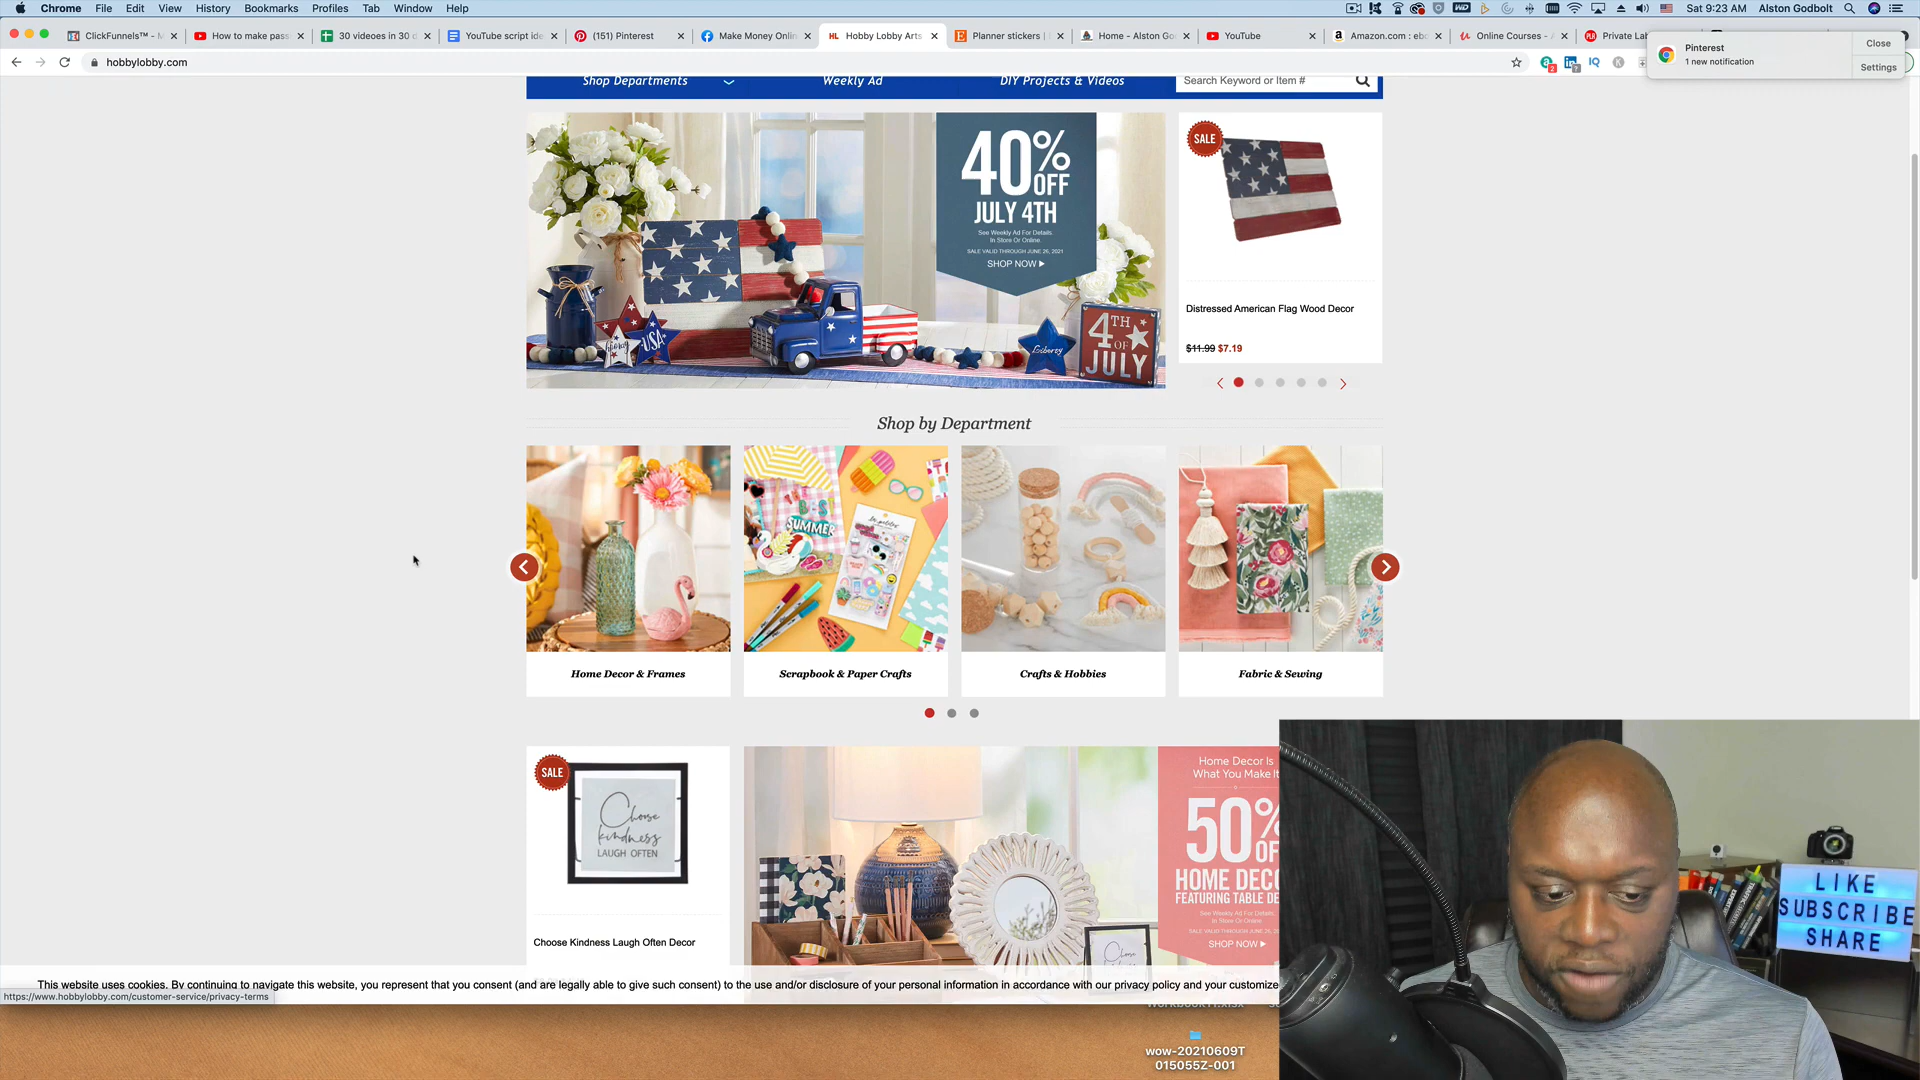 Chrome File Edit View History Bookmarks Profiles Tab Window Help
Sat 9:23 AM Alston Godbolt
ClickFunnels™ - M
How to make pass
30 videoes in 30 d
YouTube script ide
(151) Pinterest
Make Money Onlin
Hobby Lobby Arts
Planner stickers |
Home - Alston Go
YouTube
Amazon.com : ebo
Online Courses - A
Private Lab
Pinterest
1 new notification
Close
Settings
hobbylobby.com
Shop Departments
Weekly Ad
DIY Projects & Videos
Search Keyword or Item #
40% OFF
JULY 4TH
See Weekly Ad For Details.
In Store Or Online.
SALE VALID THROUGH JUNE 26, 2021
SHOP NOW
USA
Liberty
4TH
OF
JULY
SALE
Distressed American Flag Wood Decor
$11.99 $7.19
Shop by Department
SUMMER
Home Decor & Frames
Scrapbook & Paper Crafts
Crafts & Hobbies
Fabric & Sewing
SALE
Choose
kindness
LAUGH OFTEN
Choose Kindness Laugh Often Decor
Home Decor Is
What You Make It
50%
OF
HOME DECO
FEATURING TABLE DE
See Weekly Ad For Details.
In Store Or Online.
SHOP NOW
This website uses cookies. By continuing to navigate this website, you represent that you consent (and are legally able to give such consent) to the use and/or disclosure of your personal information in accordance with our privacy policy and your customize
https://www.hobbylobby.com/customer-service/privacy-terms
wow-20210609T
015055Z-001
LIKE
SUBSCRIBE
SHARE